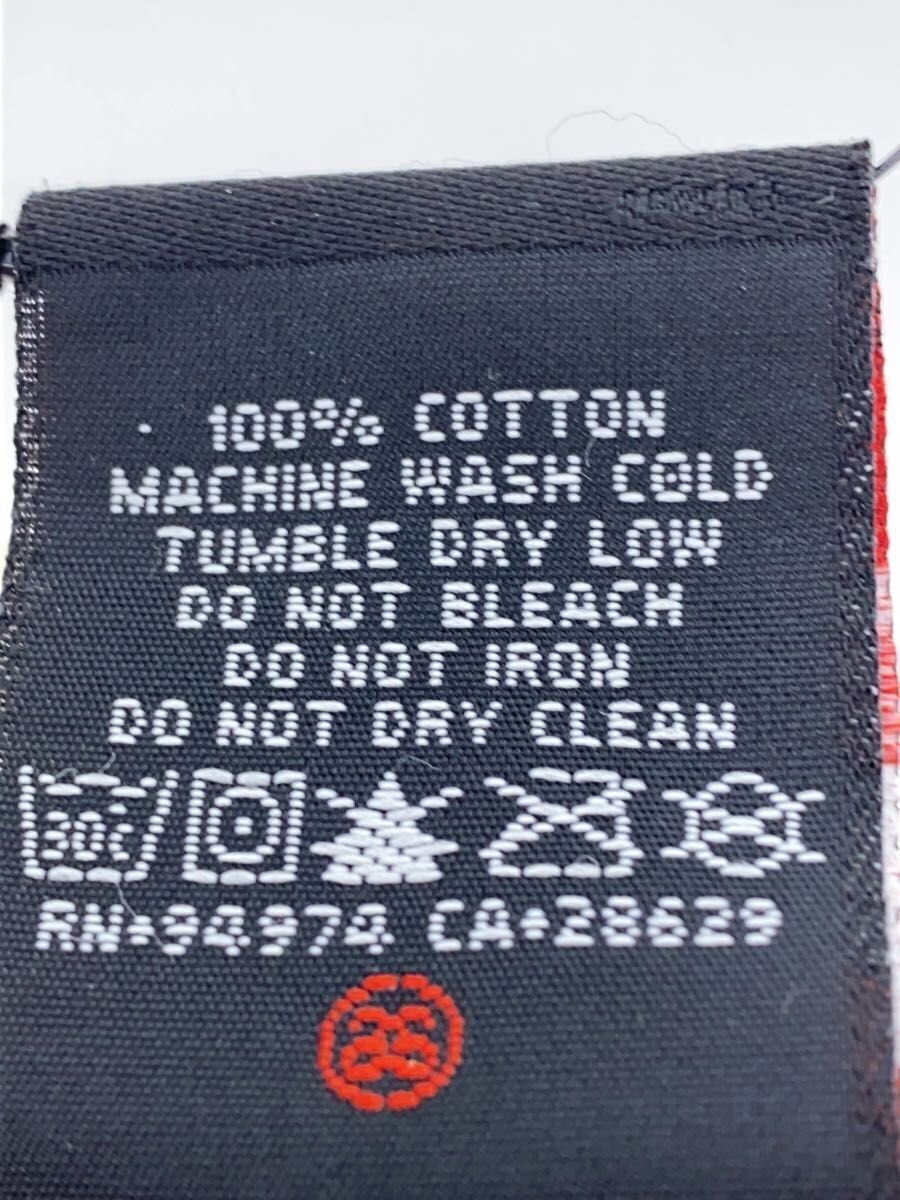 100% COTTON
MACHINE WASH COLD
TUMBLE DRY LOW
DO NOT BLEACH
DO NOT IRON
DO NOT DRY CLEAN
30C
RN•94974 CA•28629